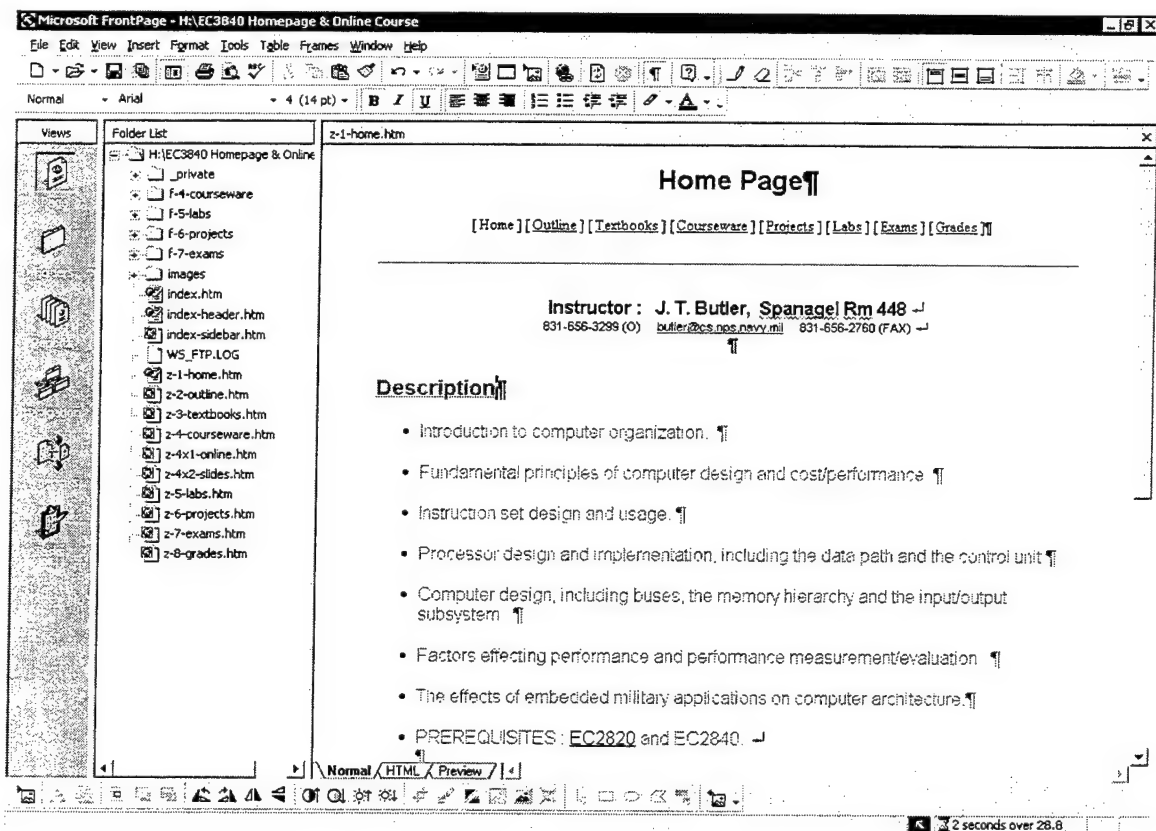 Microsoft FrontPage - H:\EC3840 Homepage & Online Course
File Edit View Insert Format Tools Table Frames Window Help
Normal Arial 4 (14 pt) B I U A
Views Folder List z-1-home.htm
H:\EC3840 Homepage & Online
_private
f-4-courseware
f-5-labs
f-6-projects
f-7-exams
images
index.htm
index-header.htm
index-sidebar.htm
WS_FTP.LOG
z-1-home.htm
z-2-outline.htm
z-3-textbooks.htm
z-4-courseware.htm
z-4x1-online.htm
z-4x2-slides.htm
z-5-labs.htm
z-6-projects.htm
z-7-exams.htm
z-8-grades.htm
Home Page¶
[ Home ] [ Outline ] [ Textbooks ] [ Courseware ] [ Projects ] [ Labs ] [ Exams ] [ Grades ]¶
Instructor : J. T. Butler, Spanagel Rm 448 ↵
831-656-3299 (O) butler@cs.nps.navy.mil 831-656-2760 (FAX) ↵
¶
Description¶
• Introduction to computer organization. ¶
• Fundamental principles of computer design and cost/performance ¶
• Instruction set design and usage. ¶
• Processor design and implementation, including the data path and the control unit ¶
• Computer design, including buses, the memory hierarchy and the input/output
subsystem ¶
• Factors effecting performance and performance measurement/evaluation ¶
• The effects of embedded military applications on computer architecture.¶
• PREREQUISITES : EC2820 and EC2840. ↵
¶
Normal HTML Preview
2 seconds over 28.8